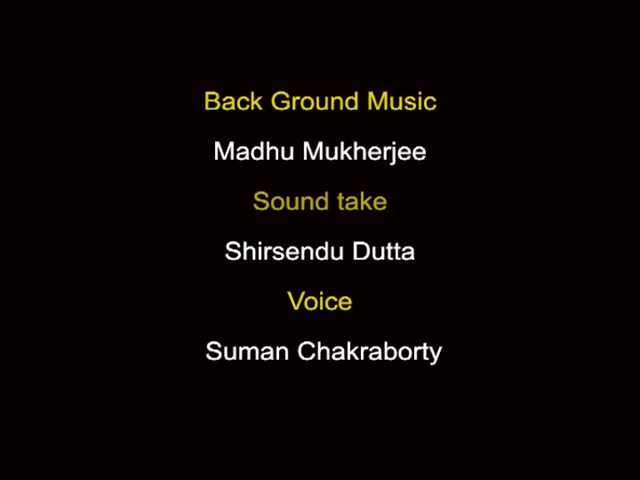 Back Ground Music
Madhu Mukherjee
Sound take
Shirsendu Dutta
Voice
Suman Chakraborty